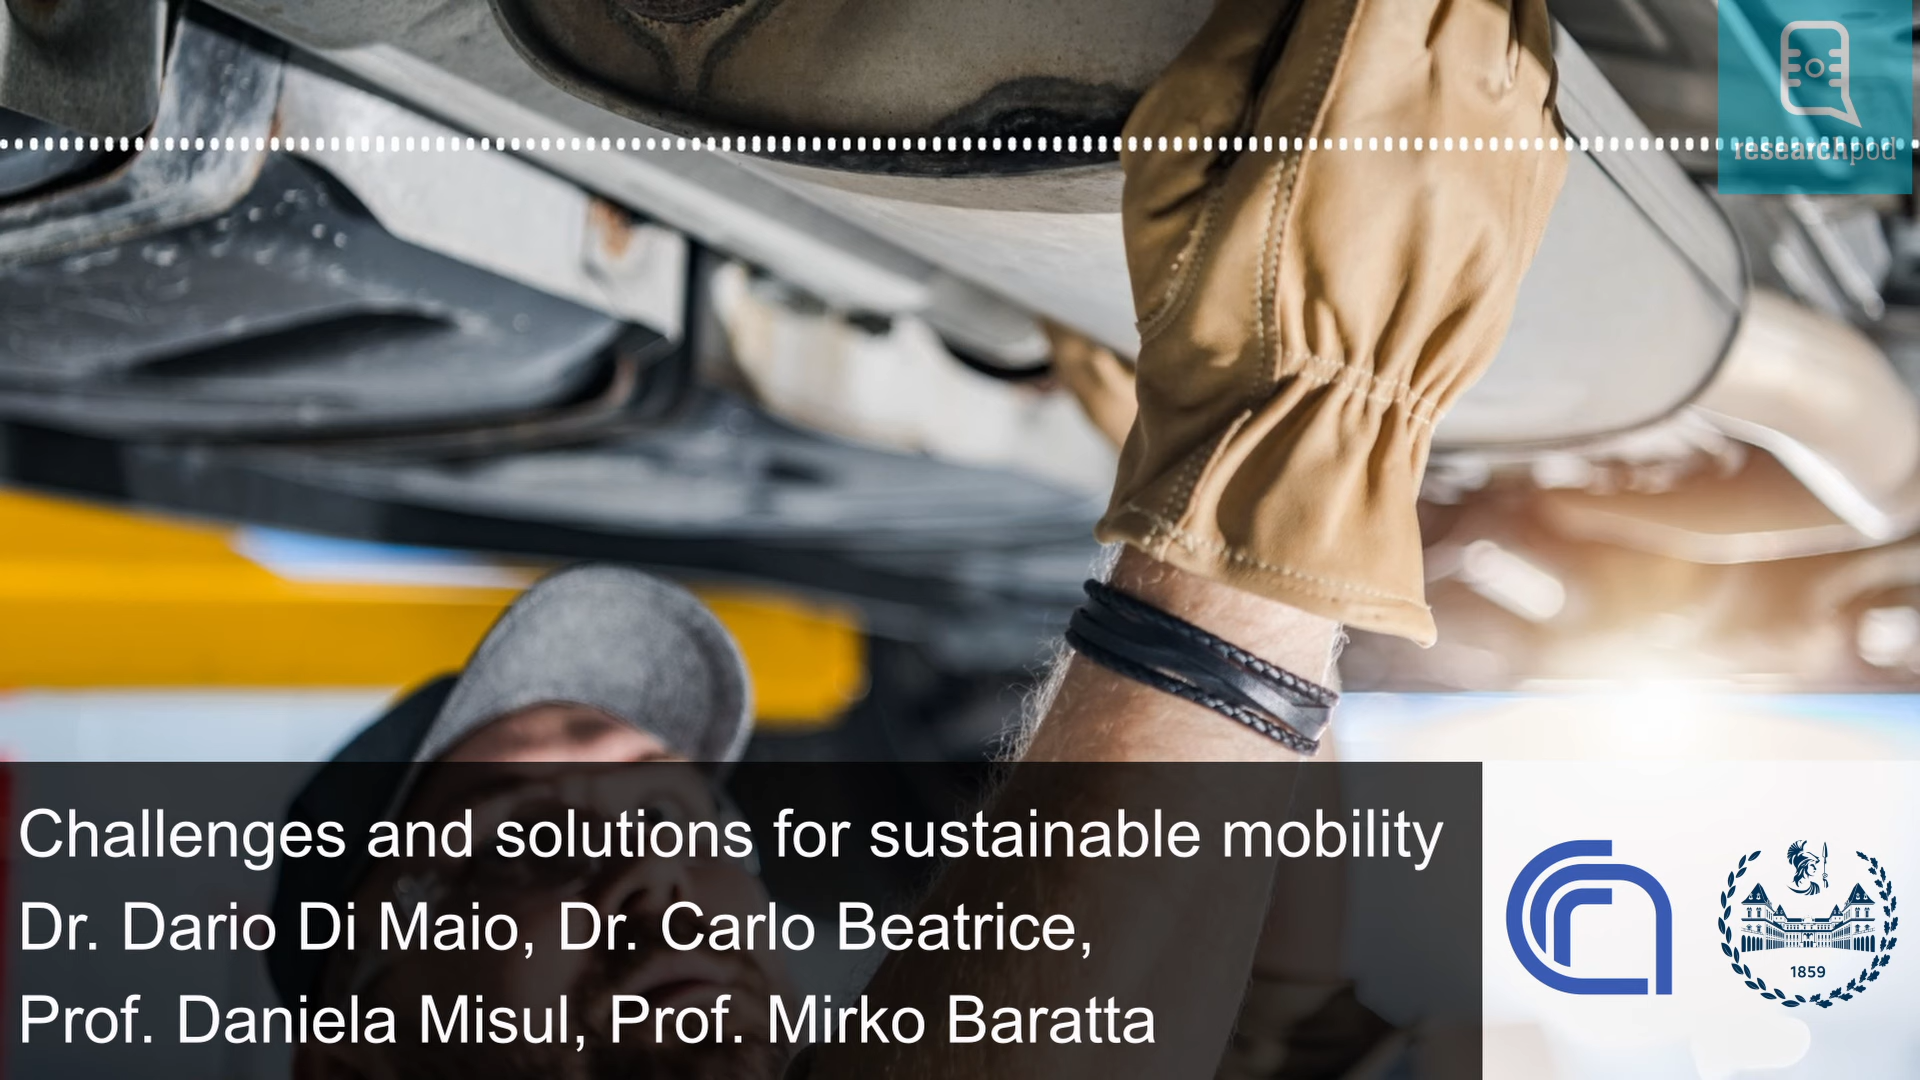 researchpod
Challenges and solutions for sustainable mobility
Dr. Dario Di Maio, Dr. Carlo Beatrice,
Prof. Daniela Misul, Prof. Mirko Baratta
1859